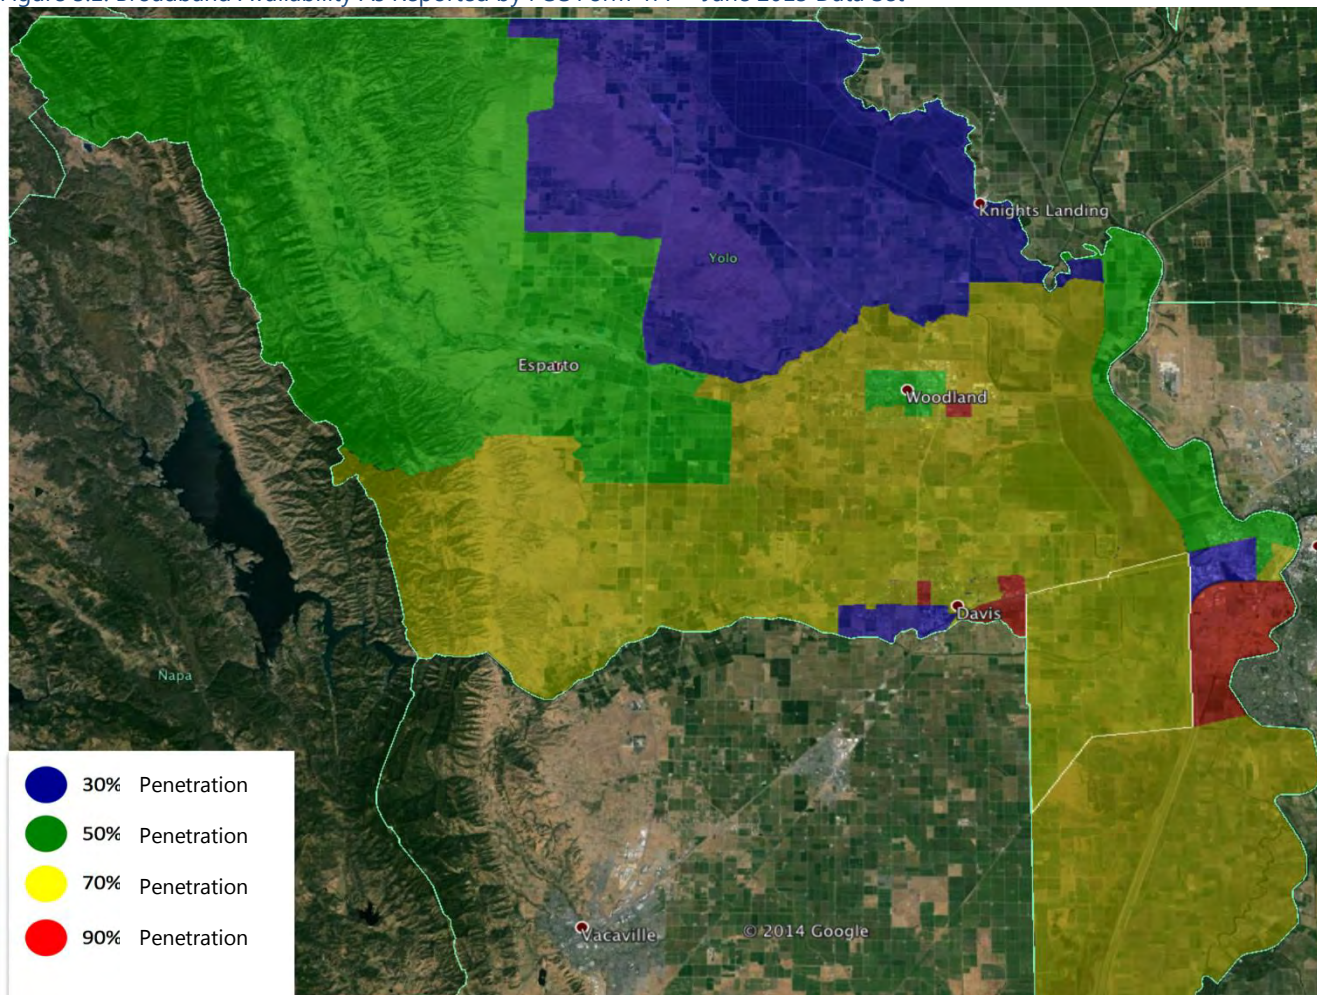 Knights Landing
Yolo
Esparto
Woodland
Davis
Napa
30% Penetration
50% Penetration
70% Penetration
90% Penetration
Vacaville
© 2014 Google